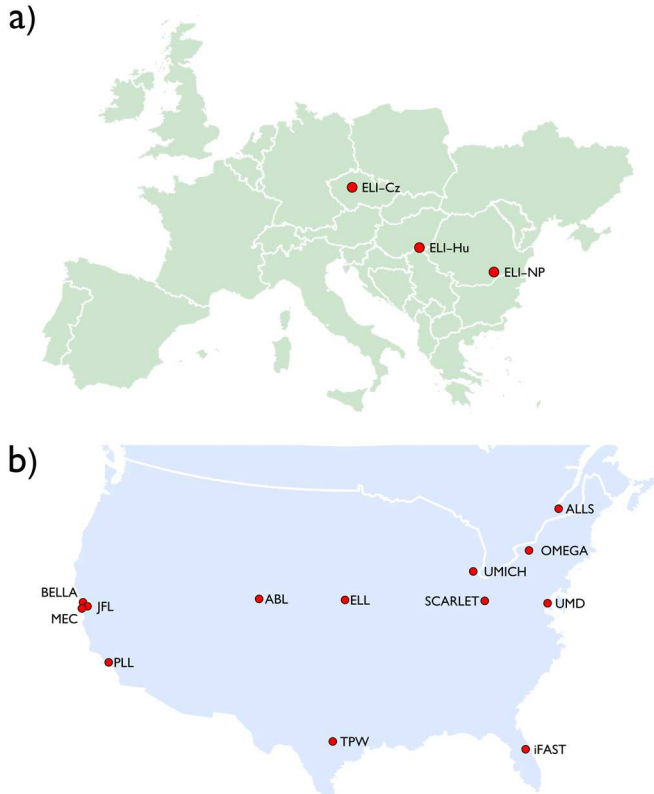 a)
ELI-Cz
ELI-Hu
ELI-NP
b)
ALLS
OMEGA
UMICH
BELLA
JFL
MEC
ABL
ELL
SCARLET
UMD
PLL
TPW
iFAST